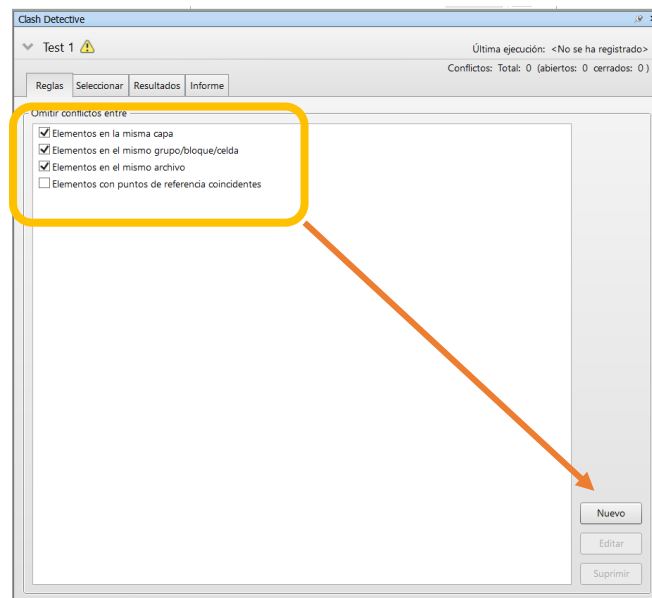 Clash Detective
Test 1
Última ejecución: <No se ha registrado>
Conflictos: Total: 0 (abiertos: 0 cerrados: 0)
Reglas Seleccionar Resultados Informe
Omitir conflictos entre
Elementos en la misma capa
Elementos en el mismo grupo/bloque/celda
Elementos en el mismo archivo
Elementos con puntos de referencia coincidentes
Nuevo
Editar
Suprimir